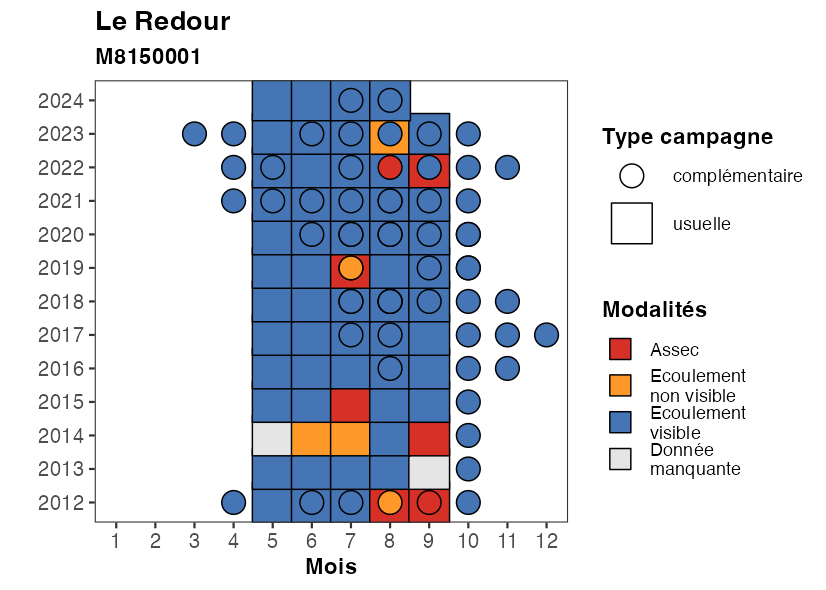 Le Redour
M8150001
2024
2023
2022
2021
2020
2019
2018
2017
2016
2015
2014
2013
2012
1 2 3 4 5 6 7 8 9 10 11 12
Mois
Type campagne
complémentaire
usuelle
Modalités
Assec
Ecoulement
non visible
Ecoulement
visible
Donnée
manquante